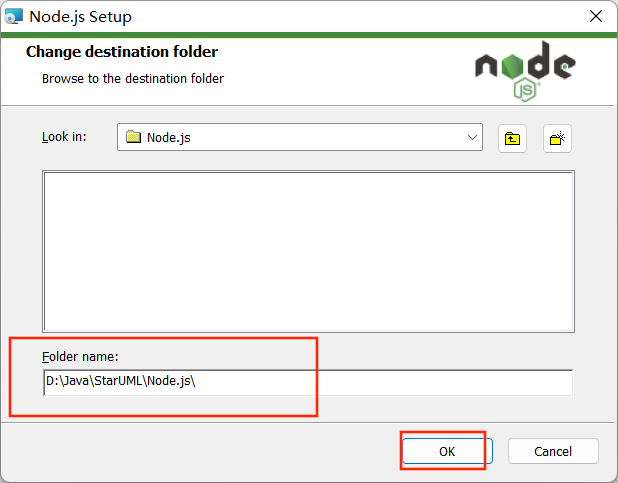 Node.js Setup
Change destination folder
Browse to the destination folder
node
JS
Look in:
Node.js
Folder name:
D:\Java\StarUML\Node.js\
OK
Cancel